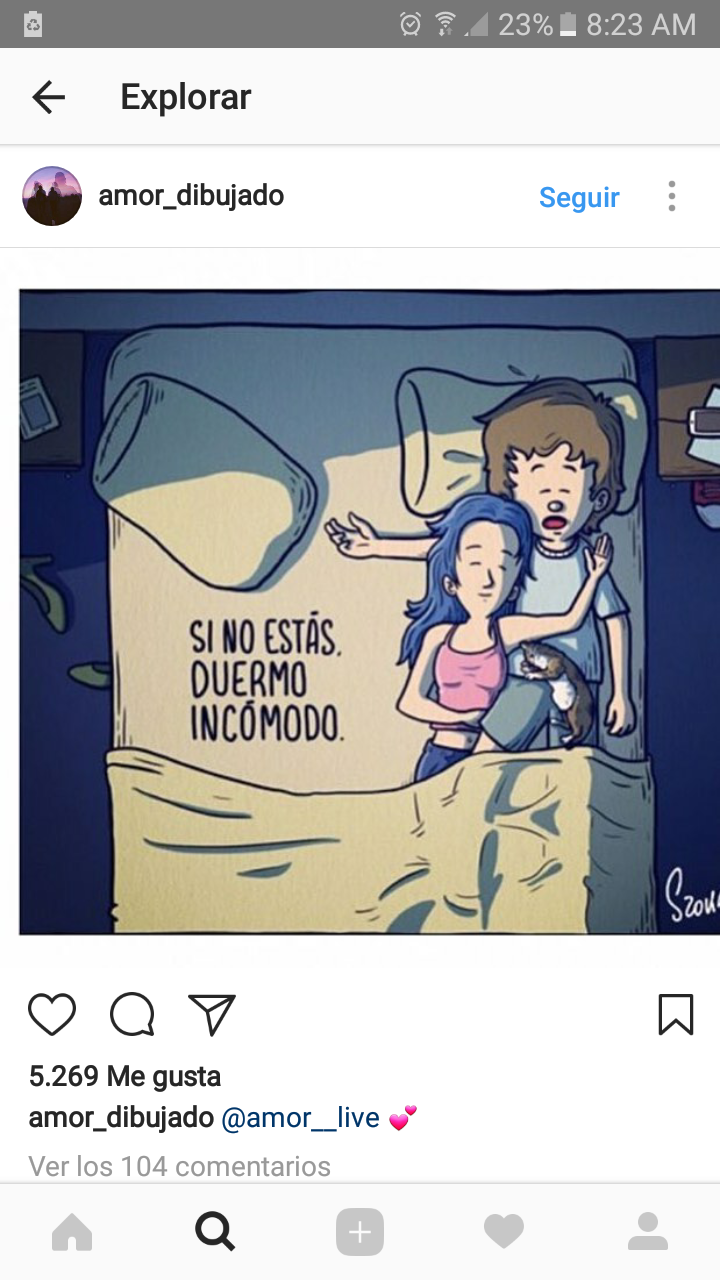 23% 8:23 AM
Explorar
amor_dibujado
Seguir
SI NO ESTÁS,
DUERMO
INCÓMODO.
5.269 Me gusta
amor_dibujado @amor__live 💕
Ver los 104 comentarios